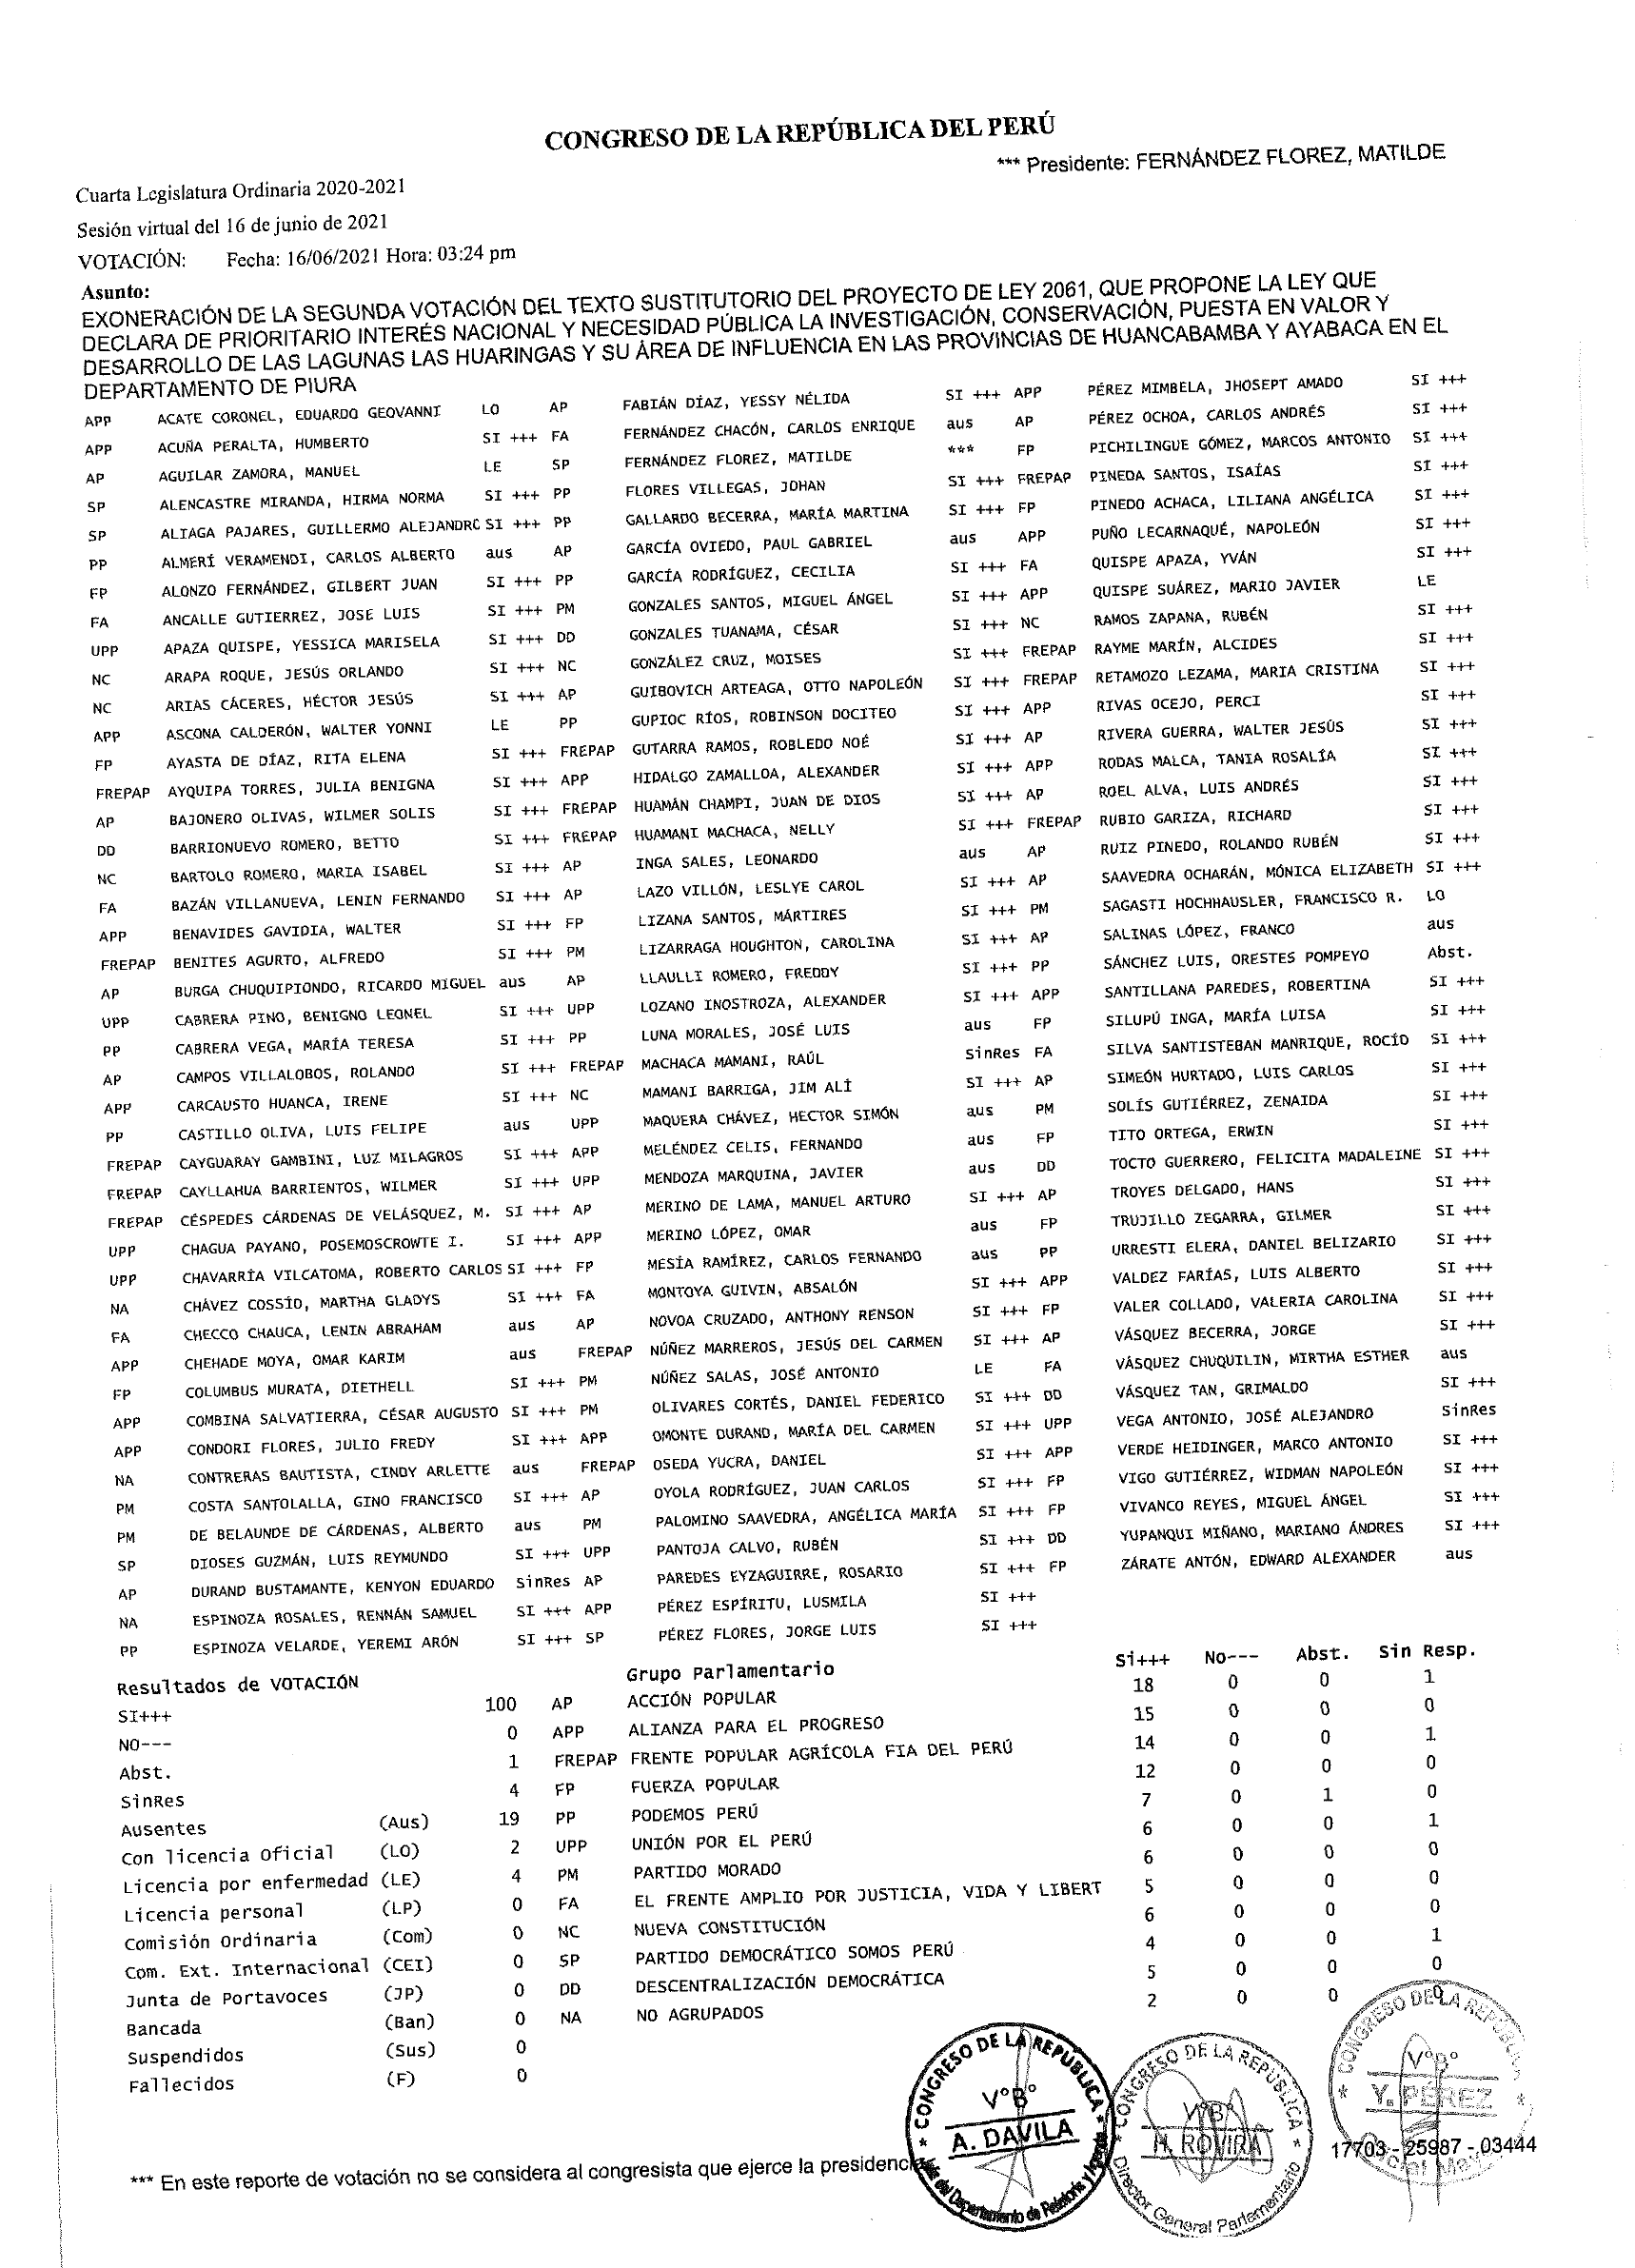 CONGRESO DE LA REPÚBLICA DEL PERÚ
*** Presidente: FERNÁNDEZ FLOREZ, MATILDE
Cuarta Legislatura Ordinaria 2020-2021
Sesión virtual del 16 de junio de 2021
VOTACIÓN: Fecha: 16/06/2021 Hora: 03:24 pm
Asunto:
EXONERACIÓN DE LA SEGUNDA VOTACIÓN DEL TEXTO SUSTITUTORIO DEL PROYECTO DE LEY 2061, QUE PROPONE LA LEY QUE
DECLARA DE PRIORITARIO INTERÉS NACIONAL Y NECESIDAD PÚBLICA LA INVESTIGACIÓN, CONSERVACIÓN, PUESTA EN VALOR Y
DESARROLLO DE LAS LAGUNAS LAS HUARINGAS Y SU ÁREA DE INFLUENCIA EN LAS PROVINCIAS DE HUANCABAMBA Y AYABACA EN EL
DEPARTAMENTO DE PIURA
APP ACATE CORONEL, EDUARDO GEOVANNI LO
APP ACUÑA PERALTA, HUMBERTO SI +++
AP AGUILAR ZAMORA, MANUEL LE
SP ALENCASTRE MIRANDA, HIRMA NORMA SI +++
SP ALIAGA PAJARES, GUILLERMO ALEJANDRO SI +++
PP ALMERÍ VERAMENDI, CARLOS ALBERTO aus
FP ALONZO FERNÁNDEZ, GILBERT JUAN SI +++
FA ANCALLE GUTIERREZ, JOSE LUIS SI +++
UPP APAZA QUISPE, YESSICA MARISELA SI +++
NC ARAPA ROQUE, JESÚS ORLANDO SI +++
NC ARIAS CÁCERES, HÉCTOR JESÚS SI +++
APP ASCONA CALDERÓN, WALTER YONNI LE
FP AYASTA DE DÍAZ, RITA ELENA SI +++
FREPAP AYQUIPA TORRES, JULIA BENIGNA SI +++
AP BAJONERO OLIVAS, WILMER SOLIS SI +++
DD BARRIONUEVO ROMERO, BETTO SI +++
NC BARTOLO ROMERO, MARIA ISABEL SI +++
FA BAZÁN VILLANUEVA, LENIN FERNANDO SI +++
APP BENAVIDES GAVIDIA, WALTER SI +++
FREPAP BENITES AGURTO, ALFREDO SI +++
AP BURGA CHUQUIPIONDO, RICARDO MIGUEL aus
UPP CABRERA PINO, BENIGNO LEONEL SI +++
PP CABRERA VEGA, MARÍA TERESA SI +++
AP CAMPOS VILLALOBOS, ROLANDO SI +++
APP CARCAUSTO HUANCA, IRENE SI +++
PP CASTILLO OLIVA, LUIS FELIPE aus
FREPAP CAYGUARAY GAMBINI, LUZ MILAGROS SI +++
FREPAP CAYLLAHUA BARRIENTOS, WILMER SI +++
FREPAP CÉSPEDES CÁRDENAS DE VELÁSQUEZ, M. SI +++
UPP CHAGUA PAYANO, POSEMOSCROWTE I. SI +++
UPP CHAVARRÍA VILCATOMA, ROBERTO CARLOS SI +++
NA CHÁVEZ COSSÍO, MARTHA GLADYS SI +++
FA CHECCO CHAUCA, LENIN ABRAHAM aus
APP CHEHADE MOYA, OMAR KARIM aus
FP COLUMBUS MURATA, DIETHELL SI +++
APP COMBINA SALVATIERRA, CÉSAR AUGUSTO SI +++
APP CONDORI FLORES, JULIO FREDY SI +++
NA CONTRERAS BAUTISTA, CINDY ARLETTE aus
PM COSTA SANTOLALLA, GINO FRANCISCO SI +++
PM DE BELAUNDE DE CÁRDENAS, ALBERTO aus
SP DIOSES GUZMÁN, LUIS REYMUNDO SI +++
AP DURAND BUSTAMANTE, KENYON EDUARDO SinRes
NA ESPINOZA ROSALES, RENNÁN SAMUEL SI +++
PP ESPINOZA VELARDE, YEREMI ARÓN SI +++
AP FABIÁN DÍAZ, YESSY NÉLIDA SI +++
FA FERNÁNDEZ CHACÓN, CARLOS ENRIQUE aus
SP FERNÁNDEZ FLOREZ, MATILDE ***
PP FLORES VILLEGAS, JOHAN SI +++
PP GALLARDO BECERRA, MARÍA MARTINA SI +++
AP GARCÍA OVIEDO, PAUL GABRIEL aus
PP GARCÍA RODRÍGUEZ, CECILIA SI +++
PM GONZALES SANTOS, MIGUEL ÁNGEL SI +++
DD GONZALES TUANAMA, CÉSAR SI +++
NC GONZÁLEZ CRUZ, MOISES SI +++
AP GUIBOVICH ARTEAGA, OTTO NAPOLEÓN SI +++
PP GUPIOC RÍOS, ROBINSON DOCITEO SI +++
FREPAP GUTARRA RAMOS, ROBLEDO NOÉ SI +++
APP HIDALGO ZAMALLOA, ALEXANDER SI +++
FREPAP HUAMÁN CHAMPI, JUAN DE DIOS SI +++
FREPAP HUAMANI MACHACA, NELLY SI +++
AP INGA SALES, LEONARDO aus
AP LAZO VILLÓN, LESLYE CAROL SI +++
FP LIZANA SANTOS, MÁRTIRES SI +++
PM LIZARRAGA HOUGHTON, CAROLINA SI +++
AP LLAULLI ROMERO, FREDDY SI +++
UPP LOZANO INOSTROZA, ALEXANDER SI +++
PP LUNA MORALES, JOSÉ LUIS aus
FREPAP MACHACA MAMANI, RAÚL SinRes
NC MAMANI BARRIGA, JIM ALÍ SI +++
UPP MAQUERA CHÁVEZ, HECTOR SIMÓN aus
APP MELÉNDEZ CELIS, FERNANDO aus
UPP MENDOZA MARQUINA, JAVIER aus
AP MERINO DE LAMA, MANUEL ARTURO SI +++
APP MERINO LÓPEZ, OMAR aus
FP MESÍA RAMÍREZ, CARLOS FERNANDO aus
FA MONTOYA GUIVIN, ABSALÓN SI +++
AP NOVOA CRUZADO, ANTHONY RENSON SI +++
FREPAP NÚÑEZ MARREROS, JESÚS DEL CARMEN SI +++
PM NÚÑEZ SALAS, JOSÉ ANTONIO LE
PM OLIVARES CORTÉS, DANIEL FEDERICO SI +++
APP OMONTE DURAND, MARÍA DEL CARMEN SI +++
FREPAP OSEDA YUCRA, DANIEL SI +++
AP OYOLA RODRÍGUEZ, JUAN CARLOS SI +++
PM PALOMINO SAAVEDRA, ANGÉLICA MARÍA SI +++
UPP PANTOJA CALVO, RUBÉN SI +++
AP PAREDES EYZAGUIRRE, ROSARIO SI +++
APP PÉREZ ESPÍRITU, LUSMILA SI +++
SP PÉREZ FLORES, JORGE LUIS SI +++
APP PÉREZ MIMBELA, JHOSEPT AMADO SI +++
AP PÉREZ OCHOA, CARLOS ANDRÉS SI +++
FP PICHILINGUE GÓMEZ, MARCOS ANTONIO SI +++
FREPAP PINEDA SANTOS, ISAÍAS SI +++
FP PINEDO ACHACA, LILIANA ANGÉLICA SI +++
APP PUÑO LECARNAQUÉ, NAPOLEÓN SI +++
FA QUISPE APAZA, YVÁN SI +++
APP QUISPE SUÁREZ, MARIO JAVIER LE
NC RAMOS ZAPANA, RUBÉN SI +++
FREPAP RAYME MARÍN, ALCIDES SI +++
FREPAP RETAMOZO LEZAMA, MARIA CRISTINA SI +++
APP RIVAS OCEJO, PERCI SI +++
AP RIVERA GUERRA, WALTER JESÚS SI +++
APP RODAS MALCA, TANIA ROSALÍA SI +++
AP ROEL ALVA, LUIS ANDRÉS SI +++
FREPAP RUBIO GARIZA, RICHARD SI +++
AP RUIZ PINEDO, ROLANDO RUBÉN SI +++
AP SAAVEDRA OCHARÁN, MÓNICA ELIZABETH SI +++
PM SAGASTI HOCHHAUSLER, FRANCISCO R. LO
AP SALINAS LÓPEZ, FRANCO aus
PP SÁNCHEZ LUIS, ORESTES POMPEYO Abst.
APP SANTILLANA PAREDES, ROBERTINA SI +++
FP SILUPÚ INGA, MARÍA LUISA SI +++
FA SILVA SANTISTEBAN MANRIQUE, ROCÍO SI +++
AP SIMEÓN HURTADO, LUIS CARLOS SI +++
PM SOLÍS GUTIÉRREZ, ZENAIDA SI +++
FP TITO ORTEGA, ERWIN SI +++
DD TOCTO GUERRERO, FELICITA MADALEINE SI +++
AP TROYES DELGADO, HANS SI +++
FP TRUJILLO ZEGARRA, GILMER SI +++
PP URRESTI ELERA, DANIEL BELIZARIO SI +++
APP VALDEZ FARÍAS, LUIS ALBERTO SI +++
FP VALER COLLADO, VALERIA CAROLINA SI +++
AP VÁSQUEZ BECERRA, JORGE SI +++
FA VÁSQUEZ CHUQUILIN, MIRTHA ESTHER aus
DD VÁSQUEZ TAN, GRIMALDO SI +++
UPP VEGA ANTONIO, JOSÉ ALEJANDRO SinRes
APP VERDE HEIDINGER, MARCO ANTONIO SI +++
FP VIGO GUTIÉRREZ, WIDMAN NAPOLEÓN SI +++
FP VIVANCO REYES, MIGUEL ÁNGEL SI +++
DD YUPANQUI MIÑANO, MARIANO ÁNDRES SI +++
FP ZÁRATE ANTÓN, EDWARD ALEXANDER aus
Resultados de VOTACIÓN
SI+++ 100
NO--- 0
Abst. 1
SinRes 4
Ausentes (Aus) 19
Con licencia Oficial (LO) 2
Licencia por enfermedad (LE) 4
Licencia personal (LP) 0
Comisión Ordinaria (Com) 0
Com. Ext. Internacional (CEI) 0
Junta de Portavoces (JP) 0
Bancada (Ban) 0
Suspendidos (Sus) 0
Fallecidos (F) 0
Grupo Parlamentario Si+++ No--- Abst. Sin Resp.
AP ACCIÓN POPULAR 18 0 0 1
APP ALIANZA PARA EL PROGRESO 15 0 0 0
FREPAP FRENTE POPULAR AGRÍCOLA FIA DEL PERÚ 14 0 0 1
FP FUERZA POPULAR 12 0 0 0
PP PODEMOS PERÚ 7 0 1 0
UPP UNIÓN POR EL PERÚ 6 0 0 1
PM PARTIDO MORADO 6 0 0 0
FA EL FRENTE AMPLIO POR JUSTICIA, VIDA Y LIBERT 5 0 0 0
NC NUEVA CONSTITUCIÓN 6 0 0 0
SP PARTIDO DEMOCRÁTICO SOMOS PERÚ 4 0 0 1
DD DESCENTRALIZACIÓN DEMOCRÁTICA 5 0 0 0
NA NO AGRUPADOS 2 0 0 0
*** En este reporte de votación no se considera al congresista que ejerce la presidencia
CONGRESO DE LA REPÚBLICA
V°B°
A. DAVILA
Jefe del Departamento de Relatoría y Agenda
CONGRESO DE LA REPÚBLICA
V°B°
H. ROVIRA
Director General Parlamentario
CONGRESO DE LA REPÚBLICA
V°B°
Y. PÉREZ
17703 - 25987 - 03444